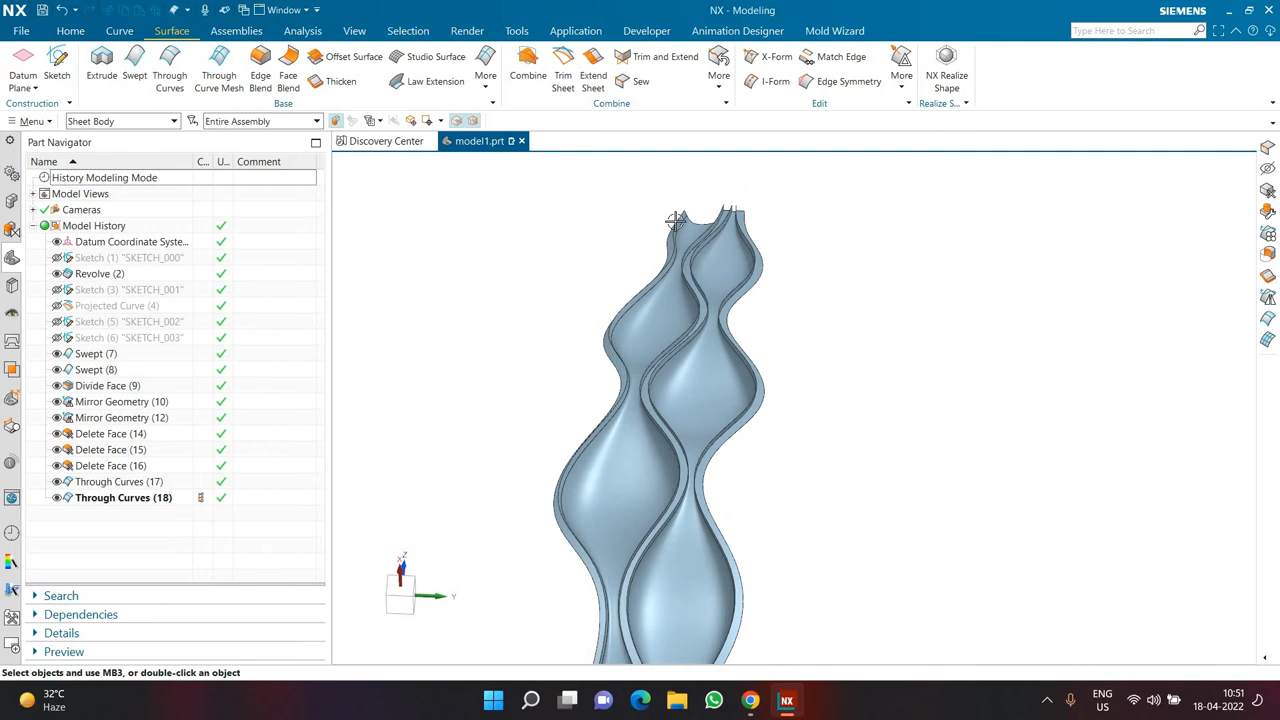 NX Window NX - Modeling SIEMENS
File Home Curve Surface Assemblies Analysis View Selection Render Tools Application Developer Animation Design Mold Wizard Type Here to Search
Datum Plane Sketch Extrude Swept Through Curves Through Curve Mesh Edge Blend Face Blend Offset Surface Studio Surface More Combine Trim Sheet Extend Sheet Trim and Extend More X-Form Match Edge More NX Realize Shape
Thicken Law Extension Sew I-Form Edge Symmetry
Construction Base Combine Edit Realize S...
Menu Sheet Body Entire Assembly
Part Navigator Discovery Center model1.prt
Name C... U... Comment
History Modeling Mode
Model Views
Cameras
Model History
Datum Coordinate Syste...
Sketch (1) "SKETCH_000"
Revolve (2)
Sketch (3) "SKETCH_001"
Projected Curve (4)
Sketch (5) "SKETCH_002"
Sketch (6) "SKETCH_003"
Swept (7)
Swept (8)
Divide Face (9)
Mirror Geometry (10)
Mirror Geometry (12)
Delete Face (14)
Delete Face (15)
Delete Face (16)
Through Curves (17)
Through Curves (18)
X Z
Y
Search
Dependencies
Details
Preview
Select objects and use MB3, or double-click an object
32°C
Haze
NX
ENG
US
10:51
18-04-2022